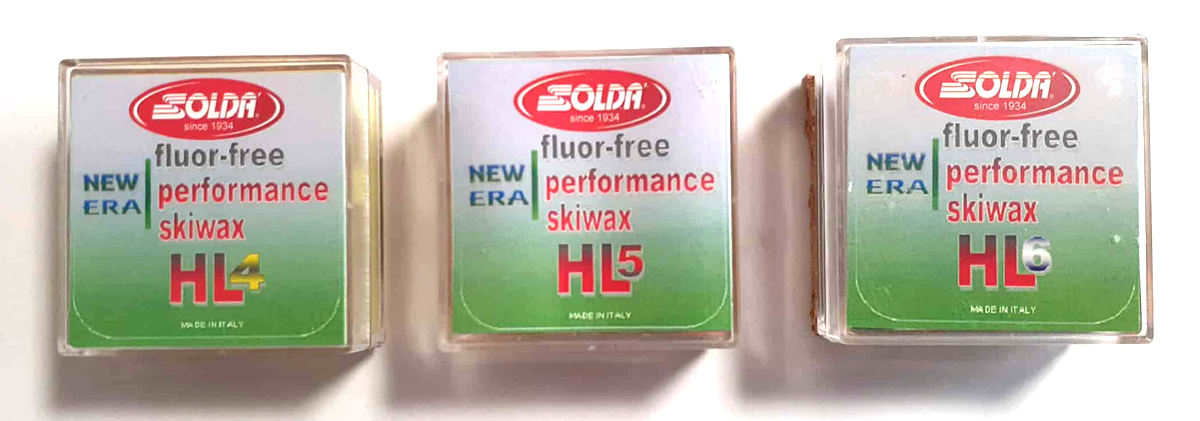 SOLDA'
since 1934
fluor-free
NEW ERA
performance
skiwax
HL4
MADE IN ITALY
SOLDA'
since 1934
fluor-free
NEW ERA
performance
skiwax
HL5
MADE IN ITALY
SOLDA'
since 1934
fluor-free
NEW ERA
performance
skiwax
HL6
MADE IN ITALY